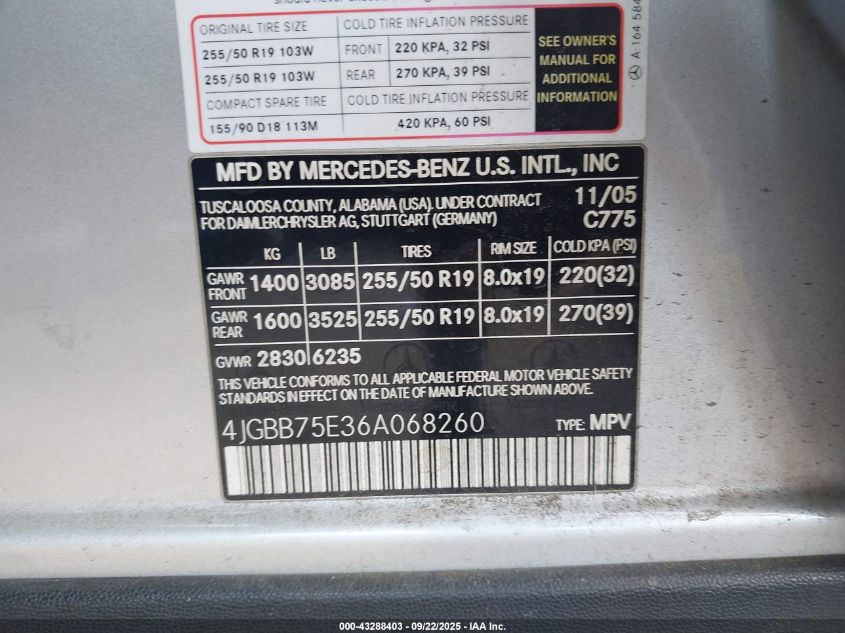 ORIGINAL TIRE SIZE COLD TIRE INFLATION PRESSURE
255/50 R19 103W FRONT 220 KPA, 32 PSI
255/50 R19 103W REAR 270 KPA, 39 PSI
COMPACT SPARE TIRE COLD TIRE INFLATION PRESSURE
155/90 D18 113M 420 KPA, 60 PSI
SEE OWNER'S
MANUAL FOR
ADDITIONAL
INFORMATION
A 164 584
MFD BY MERCEDES-BENZ U.S. INTL., INC
TUSCALOOSA COUNTY, ALABAMA (USA). UNDER CONTRACT 11/05
FOR DAIMLERCHRYSLER AG, STUTTGART (GERMANY) C775
KG LB TIRES RIM SIZE COLD KPA (PSI)
GAWR FRONT 1400 3085 255/50 R19 8.0x19 220(32)
GAWR REAR 1600 3525 255/50 R19 8.0x19 270(39)
GVWR 2830 6235
THIS VEHICLE CONFORMS TO ALL APPLICABLE FEDERAL MOTOR VEHICLE SAFETY
STANDARDS IN EFFECT ON THE DATE OF MANUFACTURE SHOWN ABOVE.
4JGBB75E36A068260 TYPE: MPV
000-43288403 - 09/22/2025 - IAA Inc.